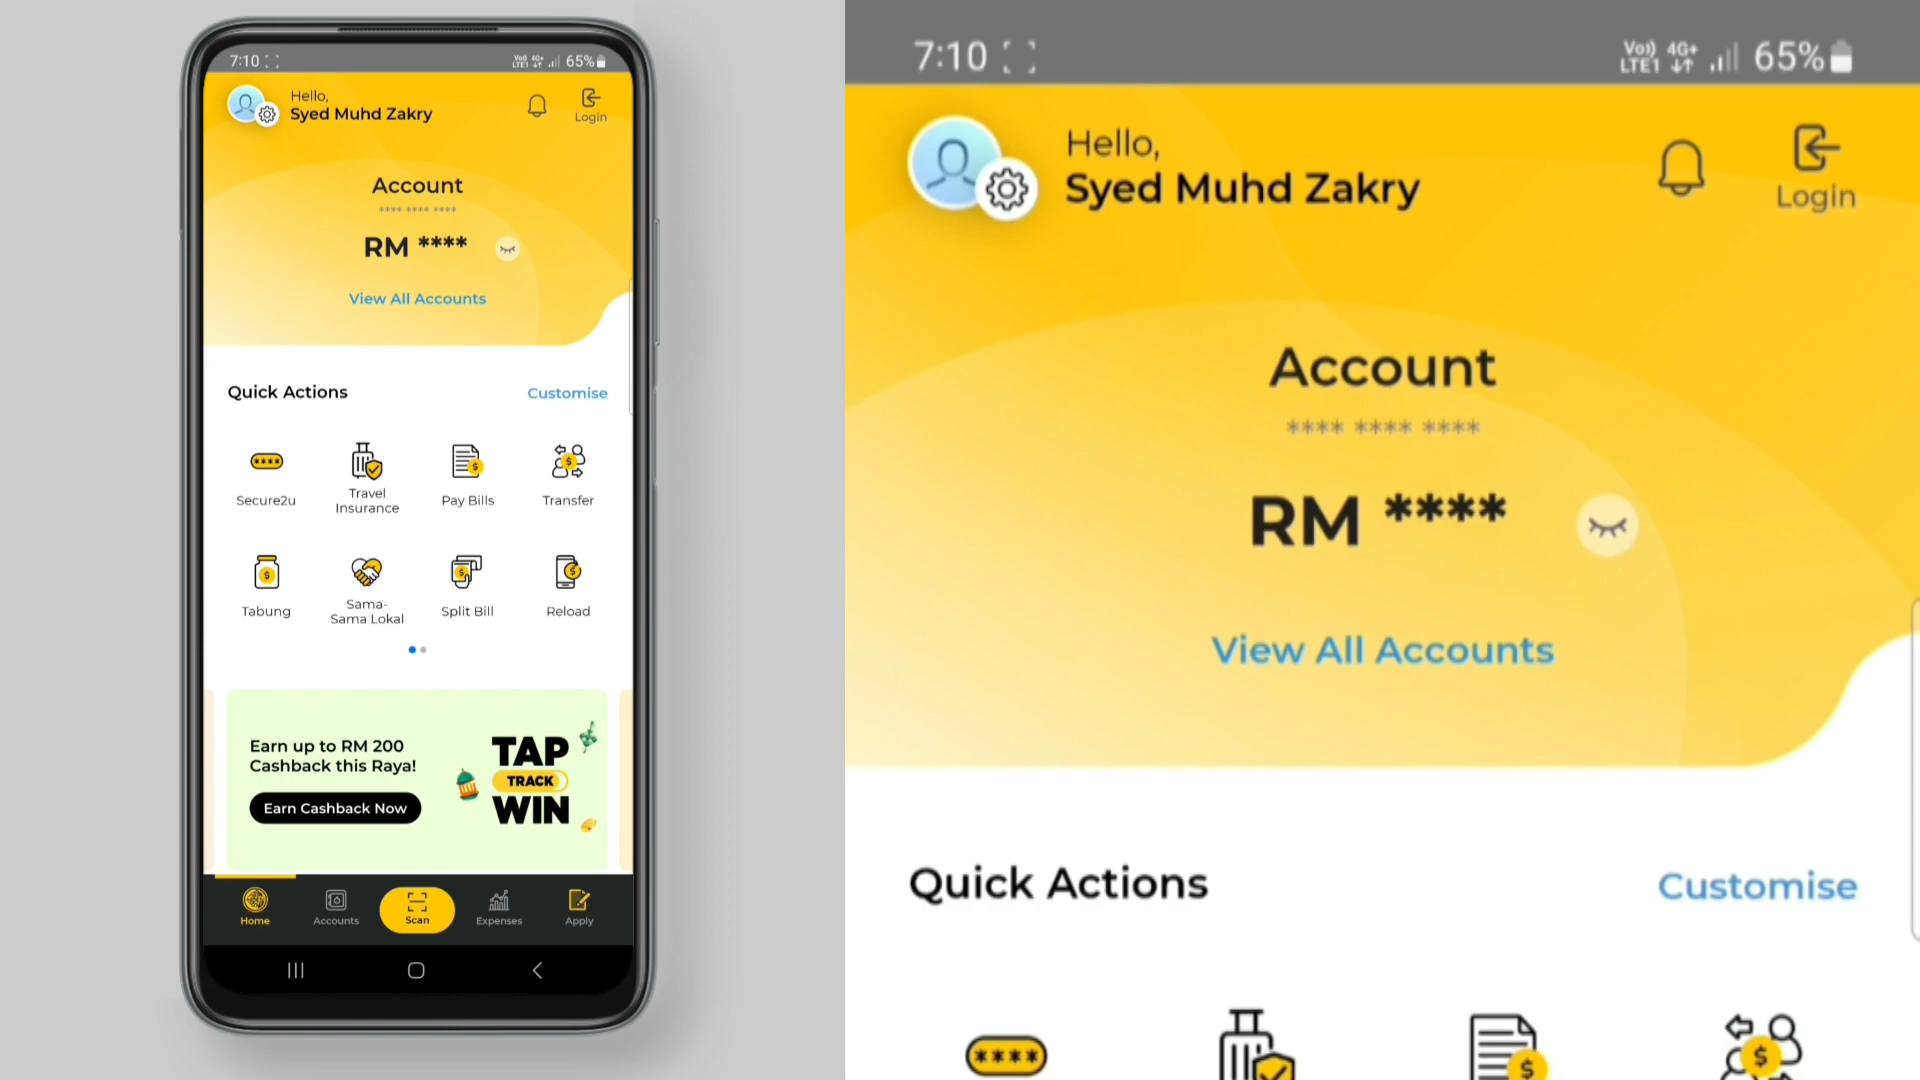 7:10
Vo)) 4G+
LTE1
65%
Hello,
Syed Muhd Zakry
Login
Account
**** **** ****
RM ****
View All Accounts
Quick Actions
Customise
Secure2u
Travel
Insurance
Pay Bills
Transfer
Tabung
Sama-
Sama Lokal
Split Bill
Reload
Earn up to RM 200
Cashback this Raya!
Earn Cashback Now
TAP
TRACK
WIN
Home
Accounts
Scan
Expenses
Apply
7:10
Vo)) 4G+
LTE1
65%
Hello,
Syed Muhd Zakry
Login
Account
**** **** ****
RM ****
View All Accounts
Quick Actions
Customise